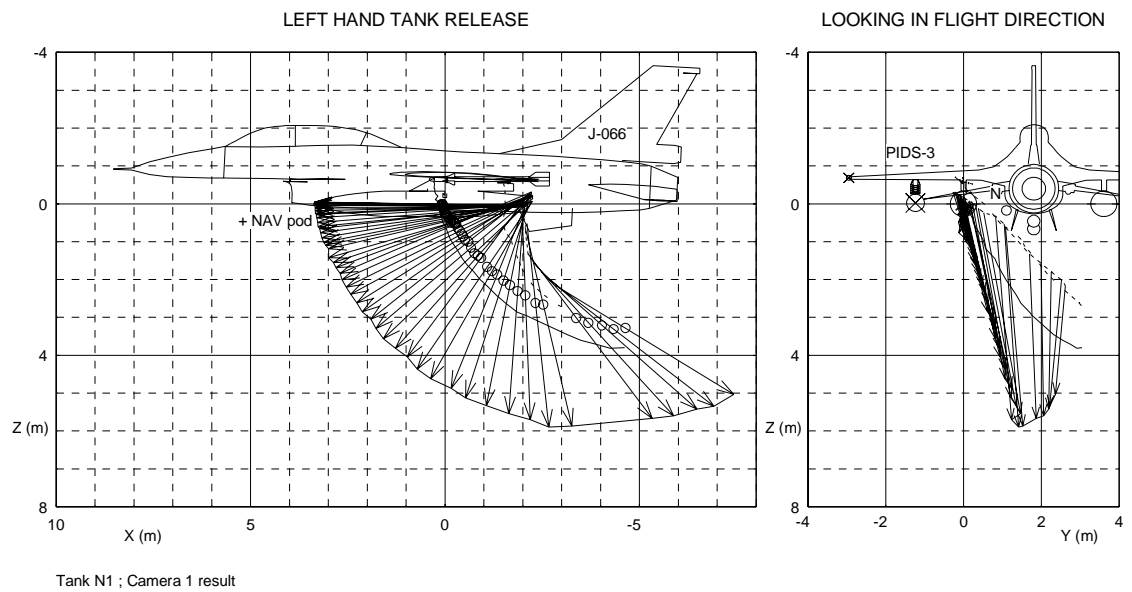 LEFT HAND TANK RELEASE
LOOKING IN FLIGHT DIRECTION
-4
-4
J-066
PIDS-3
N
0
0
+ NAV pod
4
4
Z (m)
Z (m)
8
8
10
5
0
-5
-4
-2
0
2
4
X (m)
Y (m)
Tank N1 ; Camera 1 result